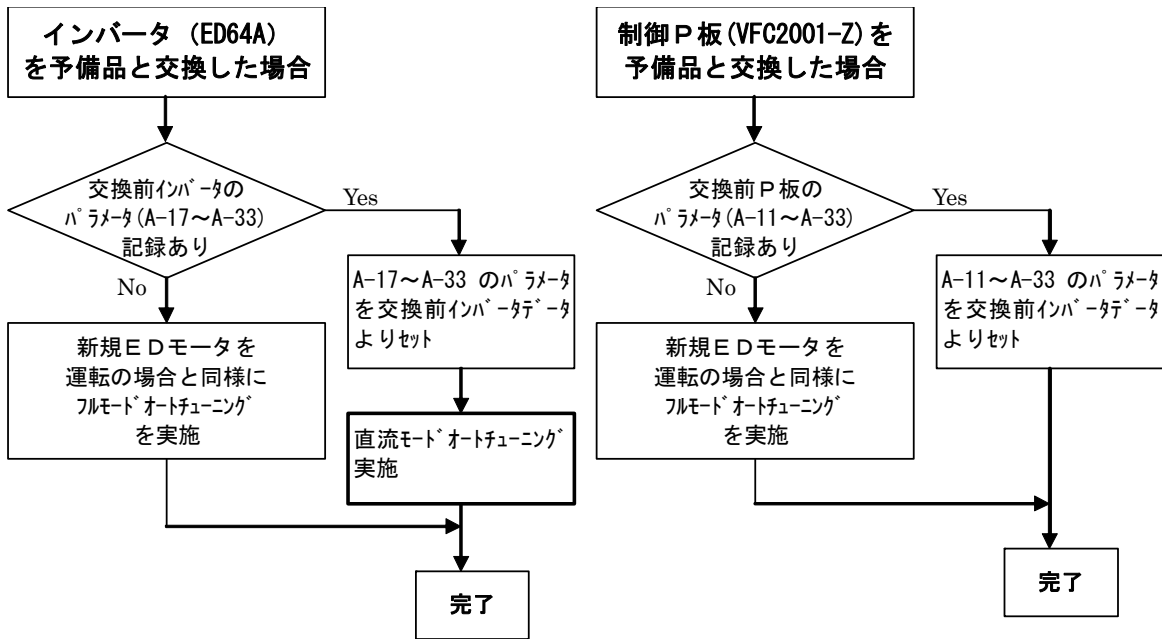 インバータ (ED64A)
を予備品と交換した場合
交換前ｲﾝﾊﾞｰﾀの
ﾊﾟﾗﾒｰﾀ(A-17～A-33)
記録あり
Yes
No
A-17～A-33 のﾊﾟﾗﾒｰﾀ
を交換前インバｰタデｰタ
よりｾｯﾄ
新規ＥＤモータを
運転の場合と同様に
ﾌﾙﾓｰﾄﾞｵｰﾄﾁｭｰﾆﾝｸﾞ
を実施
直流ﾓｰﾄﾞｵｰﾄﾁｭｰﾆﾝｸﾞ
実施
完了
制御Ｐ板(VFC2001-Z)を
予備品と交換した場合
交換前Ｐ板の
ﾊﾟﾗﾒｰﾀ(A-11～A-33)
記録あり
Yes
No
A-11～A-33 のﾊﾟﾗﾒｰﾀ
を交換前インバｰタデｰタ
よりｾｯﾄ
新規ＥＤモータを
運転の場合と同様に
ﾌﾙﾓｰﾄﾞｵｰﾄﾁｭｰﾆﾝｸﾞ
を実施
完了